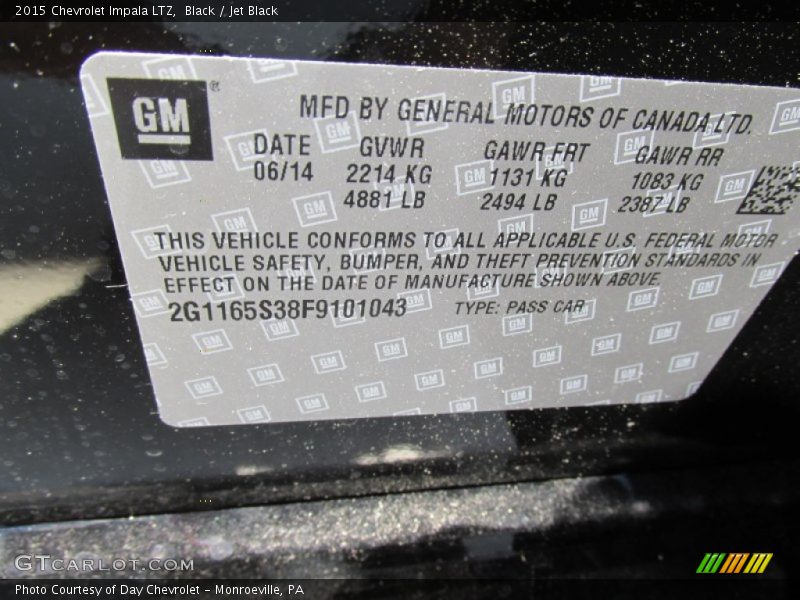 2015 Chevrolet Impala LTZ, Black / Jet Black
GM ®
MFD BY GENERAL MOTORS OF CANADA LTD.
DATE GVWR GAWR FRT GAWR RR
06/14 2214 KG 1131 KG 1083 KG
4881 LB 2494 LB 2387 LB
THIS VEHICLE CONFORMS TO ALL APPLICABLE U.S. FEDERAL MOTOR
VEHICLE SAFETY, BUMPER, AND THEFT PREVENTION STANDARDS IN
EFFECT ON THE DATE OF MANUFACTURE SHOWN ABOVE.
2G1165S38F9101043 TYPE: PASS CAR
GTCARLOT.COM
Photo Courtesy of Day Chevrolet - Monroeville, PA